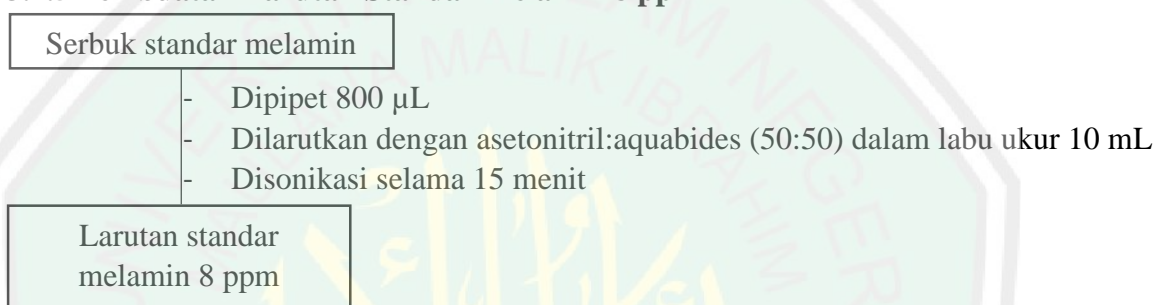 Serbuk standar melamin
- Dipipet 800 µL
- Dilarutkan dengan asetonitril:aquabides (50:50) dalam labu ukur 10 mL
- Disonikasi selama 15 menit
Larutan standar
melamin 8 ppm